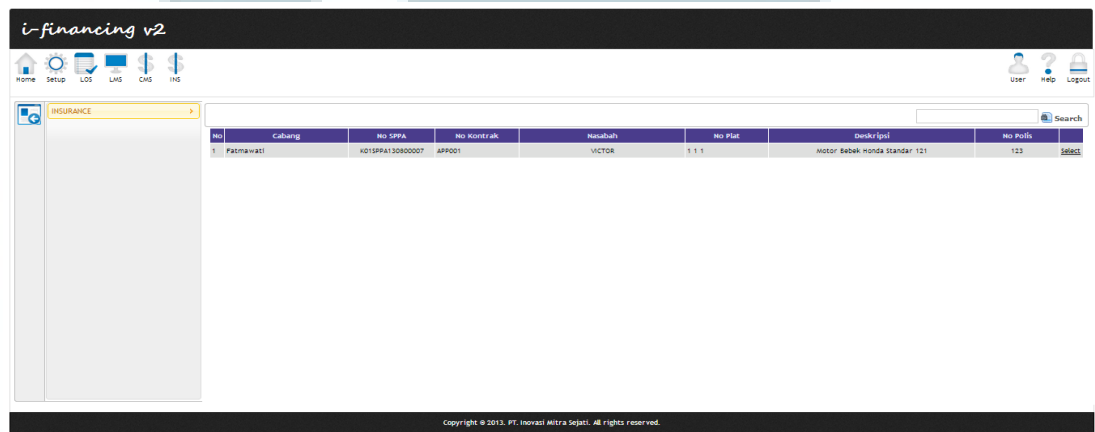 i-financing v2
Home Setup LOS LMS CMS INS User Help Logout
INSURANCE
Search
No Cabang No SPPA No Kontrak Nasabah No Plat Deskripsi No Polis
1 Fatmawati K01SPPA130800007 APP001 VICTOR 1 1 1 Motor Bebek Honda Standar 121 123 Select
Copyright © 2013. PT. Inovasi Mitra Sejati. All rights reserved.